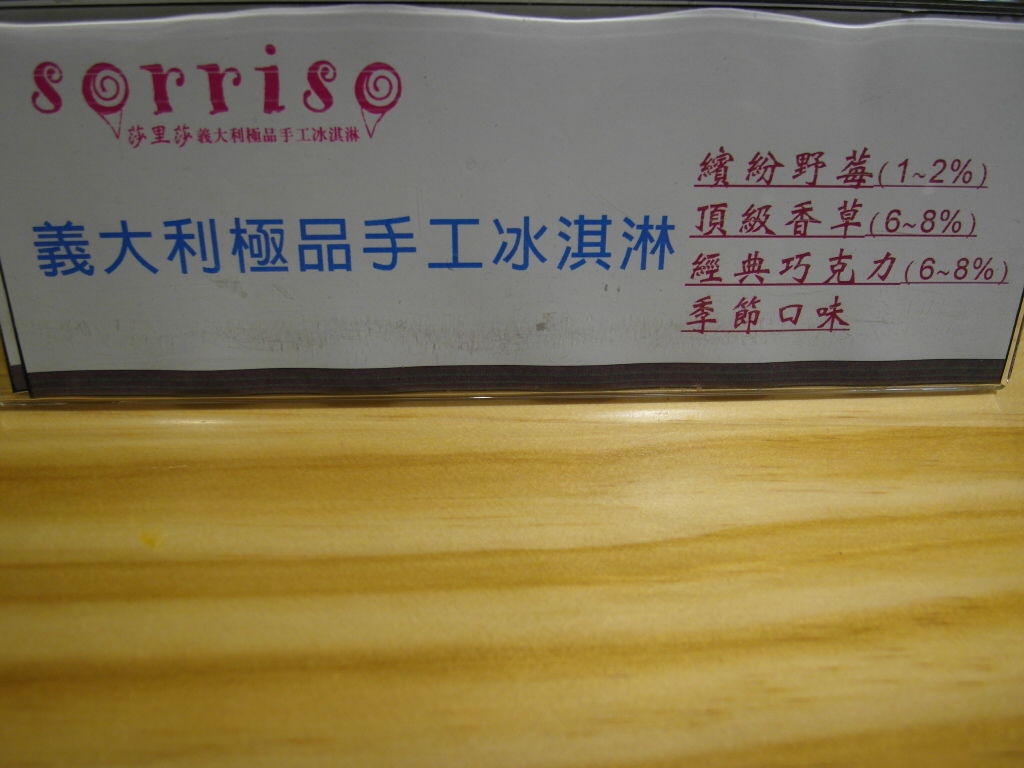 sorriso
莎里莎義大利極品手工冰淇淋
義大利極品手工冰淇淋
繽紛野莓(1~2%)
頂級香草(6~8%)
經典巧克力(6~8%)
季節口味